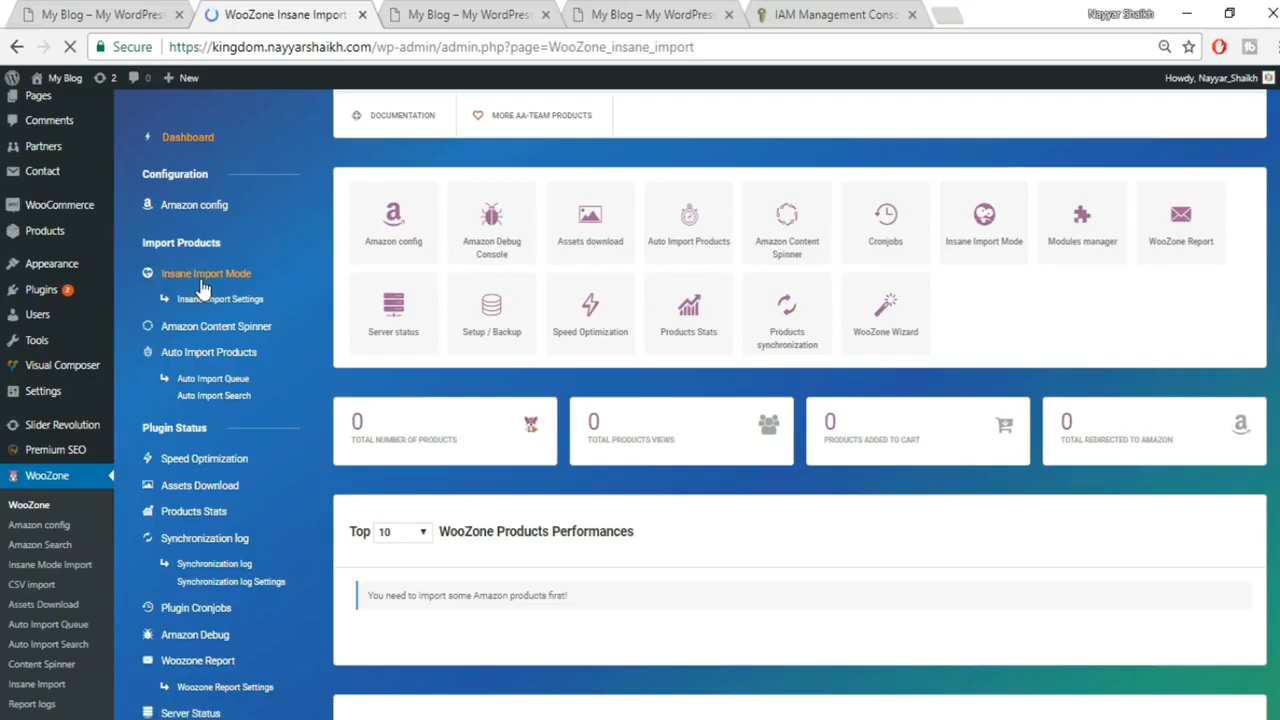 My Blog – My WordPress
WooZone Insane Import
My Blog – My WordPress
My Blog – My WordPress
IAM Management Conso
Nayyar Shaikh
Secure
https://kingdom.nayyarshaikh.com/wp-admin/admin.php?page=WooZone_insane_import
My Blog
2
0
New
Howdy, Nayyar_Shaikh
Pages
Comments
Partners
Contact
WooCommerce
Products
Appearance
Plugins 2
Users
Tools
Visual Composer
Settings
Slider Revolution
Premium SEO
WooZone
WooZone
Amazon config
Amazon Search
Insane Mode Import
CSV import
Assets Download
Auto Import Queue
Auto Import Search
Content Spinner
Insane Import
Report logs
Dashboard
Configuration
Amazon config
Import Products
Insane Import Mode
Insane Import Settings
Amazon Content Spinner
Auto Import Products
Auto Import Queue
Auto Import Search
Plugin Status
Speed Optimization
Assets Download
Products Stats
Synchronization log
Synchronization log
Synchronization log Settings
Plugin Cronjobs
Amazon Debug
Woozone Report
Woozone Report Settings
Server Status
DOCUMENTATION
MORE AA-TEAM PRODUCTS
Amazon config
Amazon Debug
Console
Assets download
Auto Import Products
Amazon Content
Spinner
Cronjobs
Insane Import Mode
Modules manager
WooZone Report
Server status
Setup / Backup
Speed Optimization
Products Stats
Products
synchronization
WooZone Wizard
0
TOTAL NUMBER OF PRODUCTS
0
TOTAL PRODUCTS VIEWS
0
PRODUCTS ADDED TO CART
0
TOTAL REDIRECTED TO AMAZON
Top 10 WooZone Products Performances
You need to import some Amazon products first!